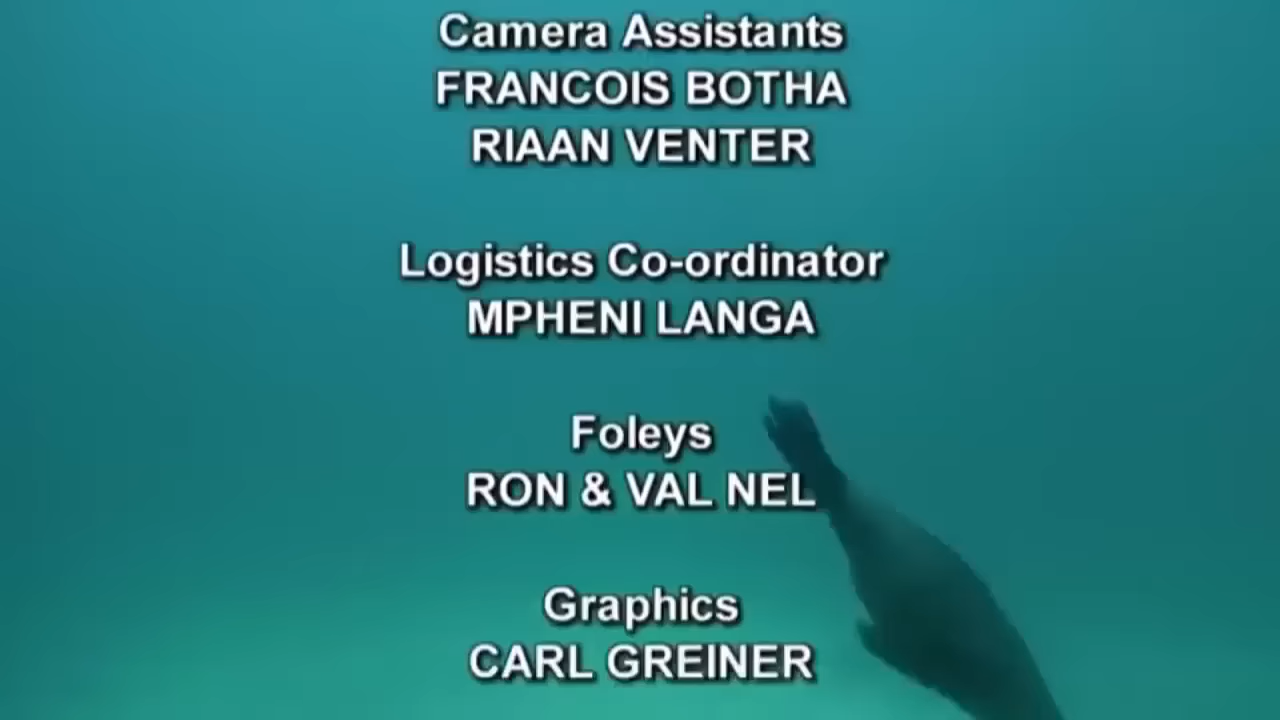 Camera Assistants
FRANCOIS BOTHA
RIAAN VENTER
Logistics Co-ordinator
MPHENI LANGA
Foleys
RON & VAL NEL
Graphics
CARL GREINER